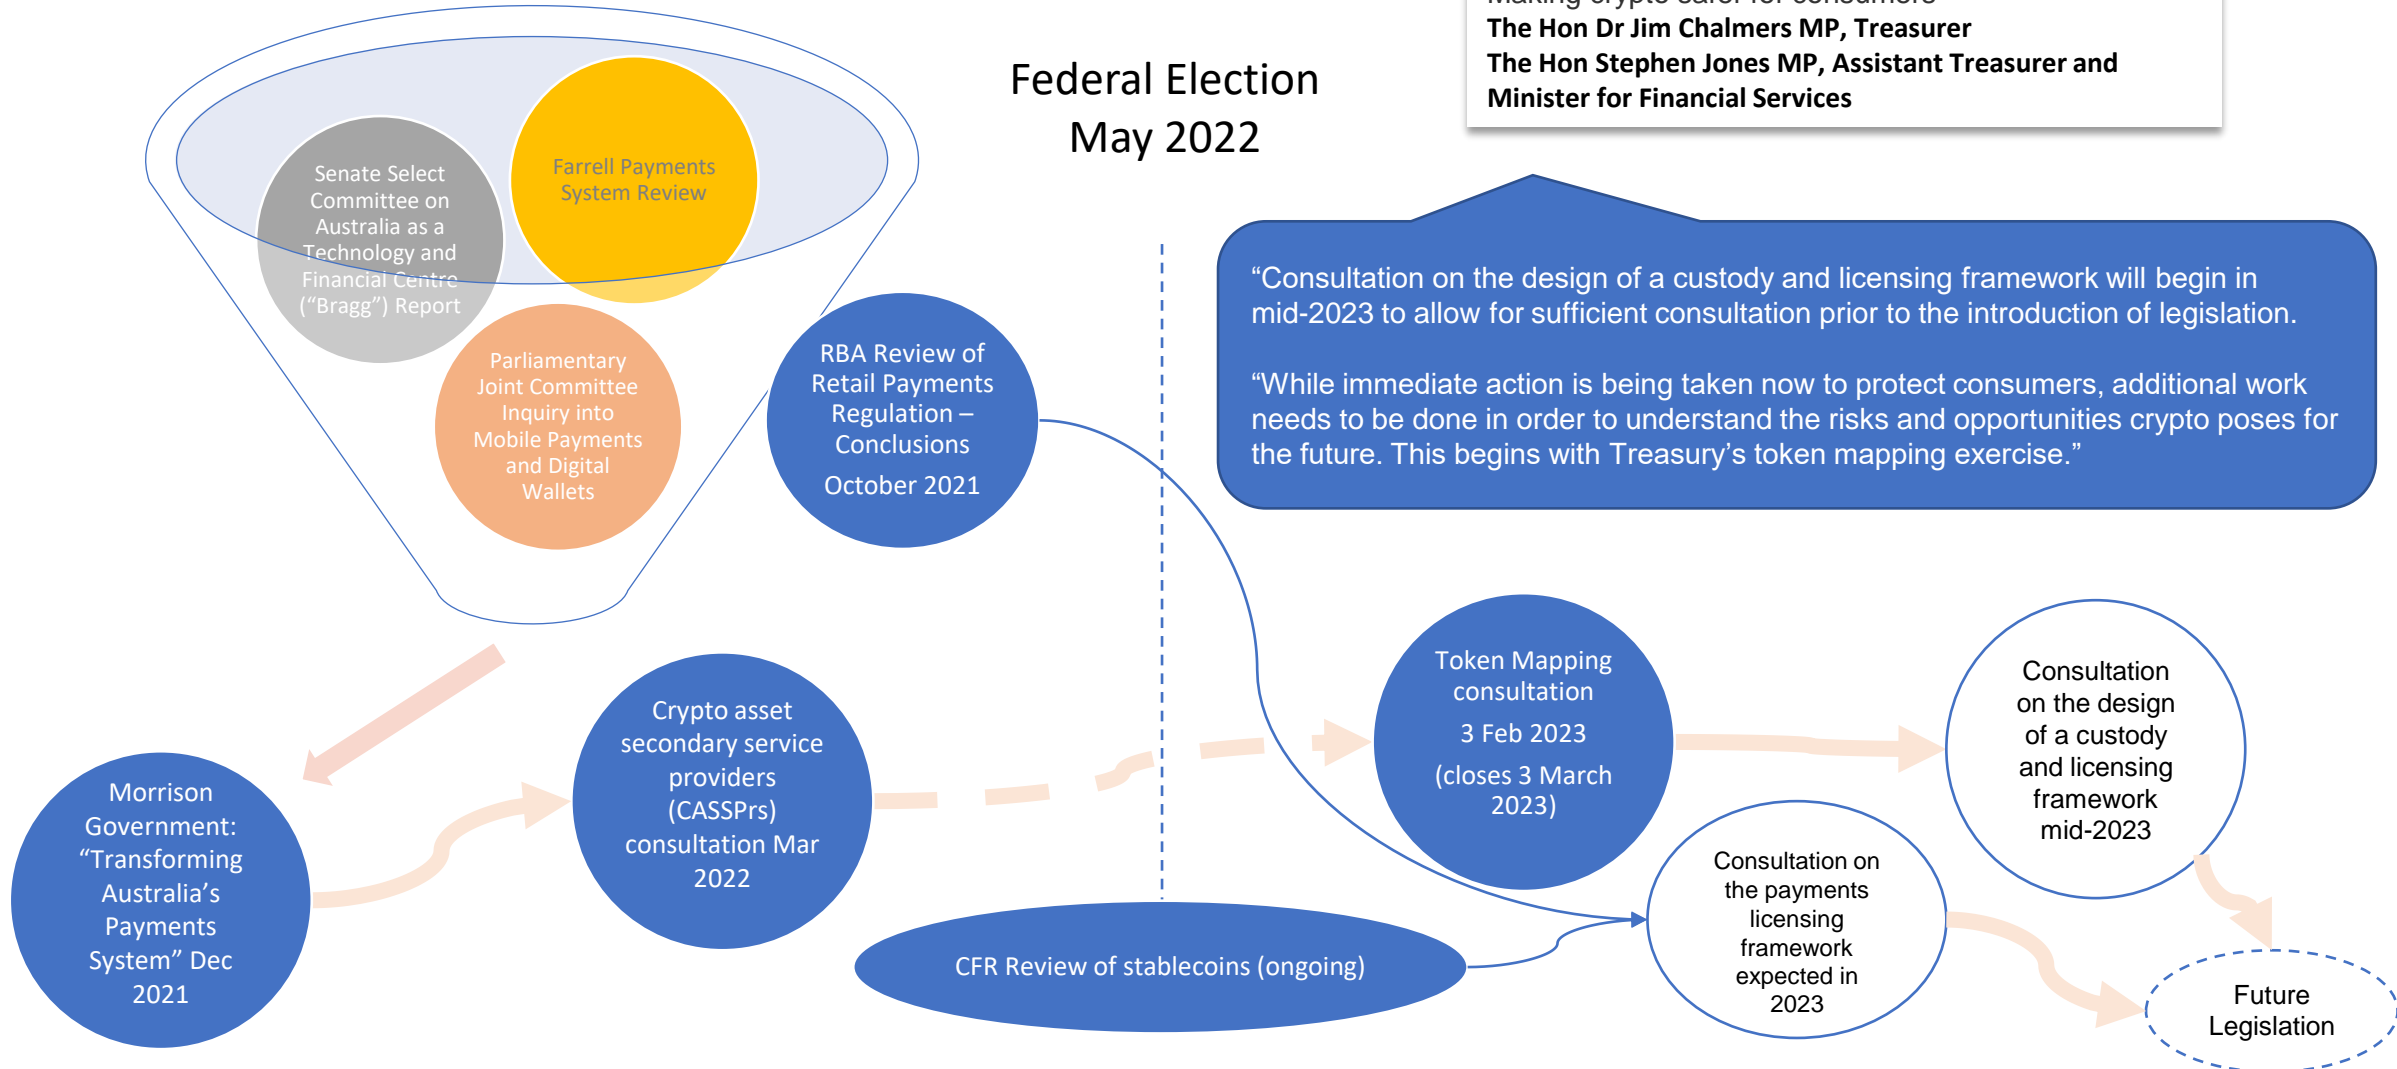 Making crypto safer for consumers
The Hon Dr Jim Chalmers MP, Treasurer
The Hon Stephen Jones MP, Assistant Treasurer and
Minister for Financial Services
Federal Election
May 2022
Senate Select
Committee on
Australia as a
Technology and
Financial Centre
(“Bragg”) Report
Farrell Payments
System Review
Parliamentary
Joint Committee
Inquiry into
Mobile Payments
and Digital
Wallets
RBA Review of
Retail Payments
Regulation –
Conclusions
October 2021
“Consultation on the design of a custody and licensing framework will begin in
mid-2023 to allow for sufficient consultation prior to the introduction of legislation.
“While immediate action is being taken now to protect consumers, additional work
needs to be done in order to understand the risks and opportunities crypto poses for
the future. This begins with Treasury’s token mapping exercise.”
Morrison
Government:
“Transforming
Australia’s
Payments
System” Dec
2021
Crypto asset
secondary service
providers
(CASSPrs)
consultation Mar
2022
Token Mapping
consultation
3 Feb 2023
(closes 3 March
2023)
Consultation
on the design
of a custody
and licensing
framework
mid-2023
CFR Review of stablecoins (ongoing)
Consultation on
the payments
licensing
framework
expected in
2023
Future
Legislation